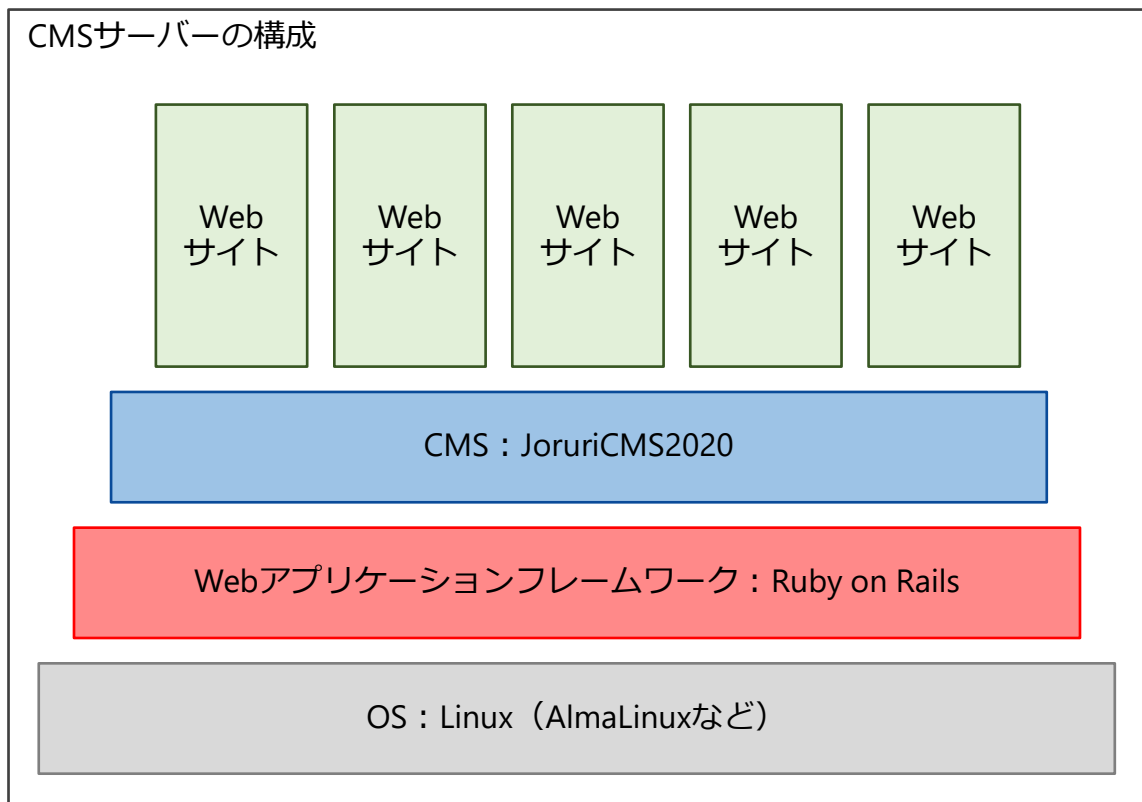 CMSサーバーの構成
Web
サイト
Web
サイト
Web
サイト
Web
サイト
Web
サイト
CMS：JoruriCMS2020
Webアプリケーションフレームワーク：Ruby on Rails
OS：Linux（AlmaLinuxなど）